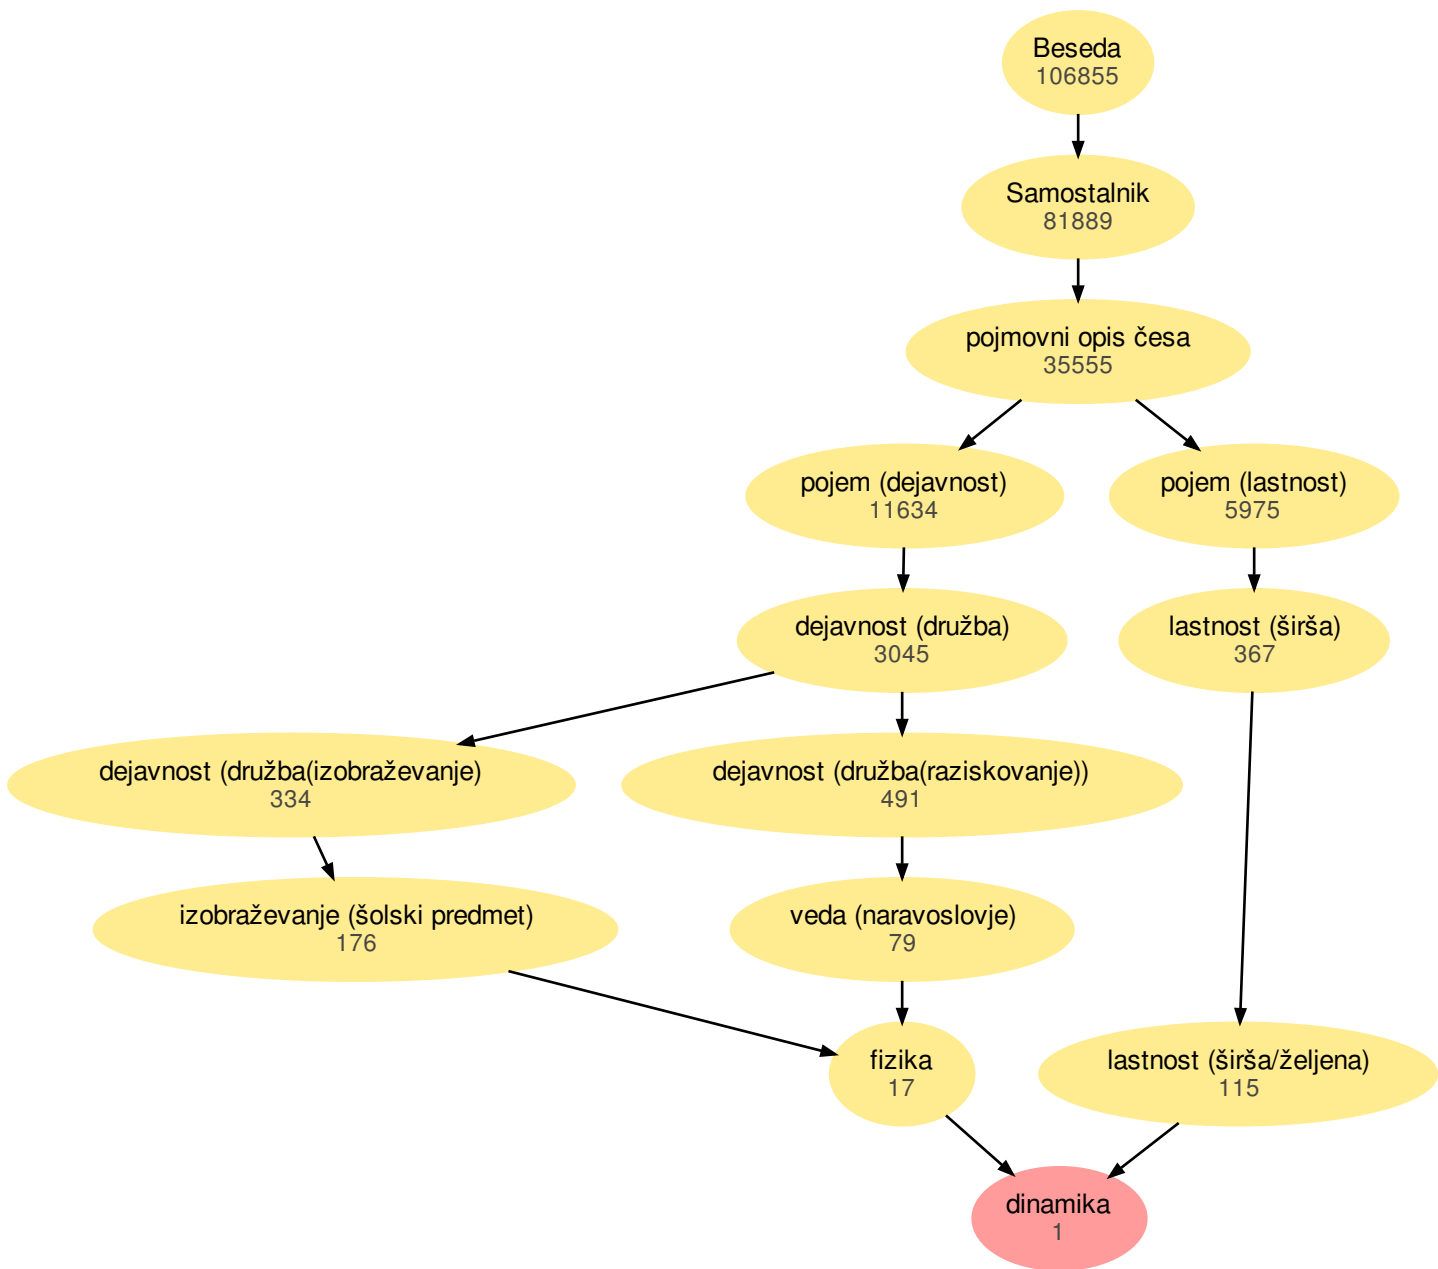 Beseda
106855
Samostalnik
81889
pojmovni opis česa
35555
pojem (dejavnost)
11634
pojem (lastnost)
5975
dejavnost (družba)
3045
lastnost (širša)
367
dejavnost (družba(izobraževanje)
334
dejavnost (družba(raziskovanje))
491
izobraževanje (šolski predmet)
176
veda (naravoslovje)
79
fizika
17
lastnost (širša/željena)
115
dinamika
1